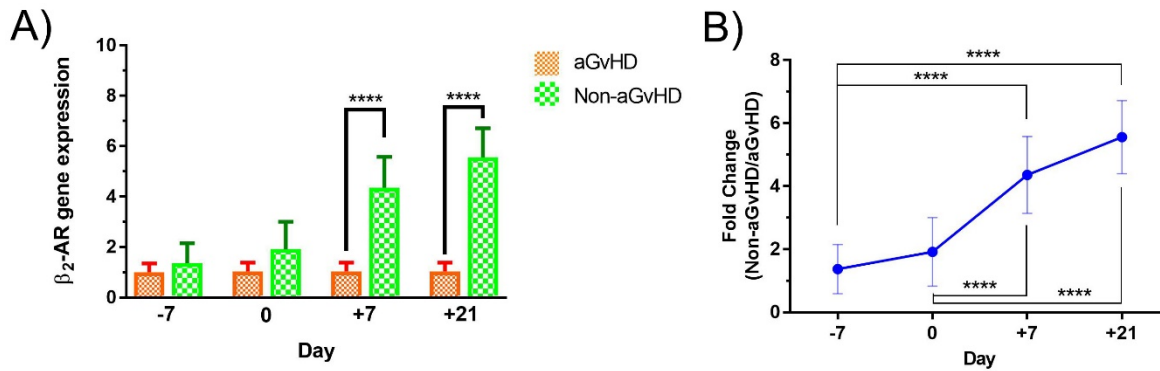 A)
β2-AR gene expression
10
8
6
4
2
0
****
****
-7 0 +7 +21
Day
aGvHD
Non-aGvHD
B)
Fold Change
(Non-aGvHD/aGvHD)
8
6
4
2
0
****
****
****
****
-7 0 +7 +21
Day